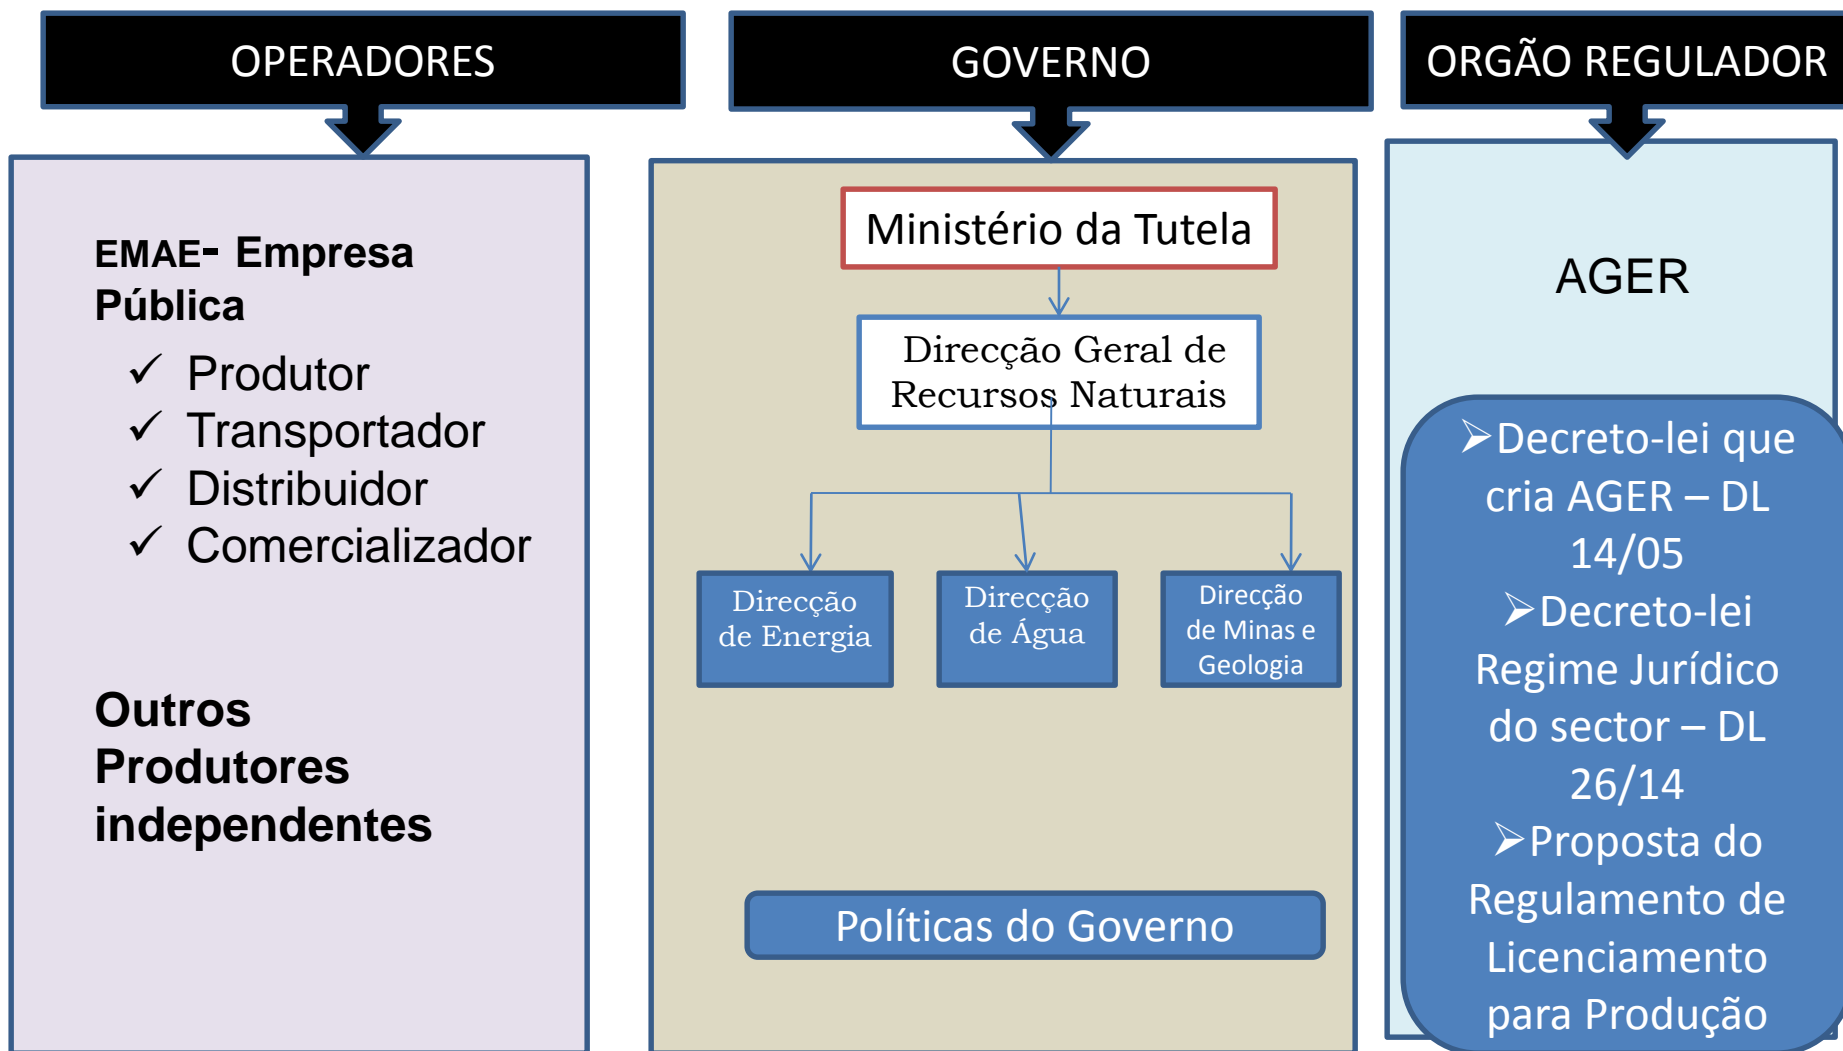 OPERADORES
EMAE- Empresa
Pública
✓ Produtor
✓ Transportador
✓ Distribuidor
✓ Comercializador
Outros
Produtores
independentes
GOVERNO
Ministério da Tutela
Direcção Geral de
Recursos Naturais
Direcção
de Energia
Direcção
de Água
Direcção
de Minas e
Geologia
Políticas do Governo
ORGÃO REGULADOR
AGER
➢Decreto-lei que
cria AGER – DL
14/05
➢Decreto-lei
Regime Jurídico
do sector – DL
26/14
➢Proposta do
Regulamento de
Licenciamento
para Produção